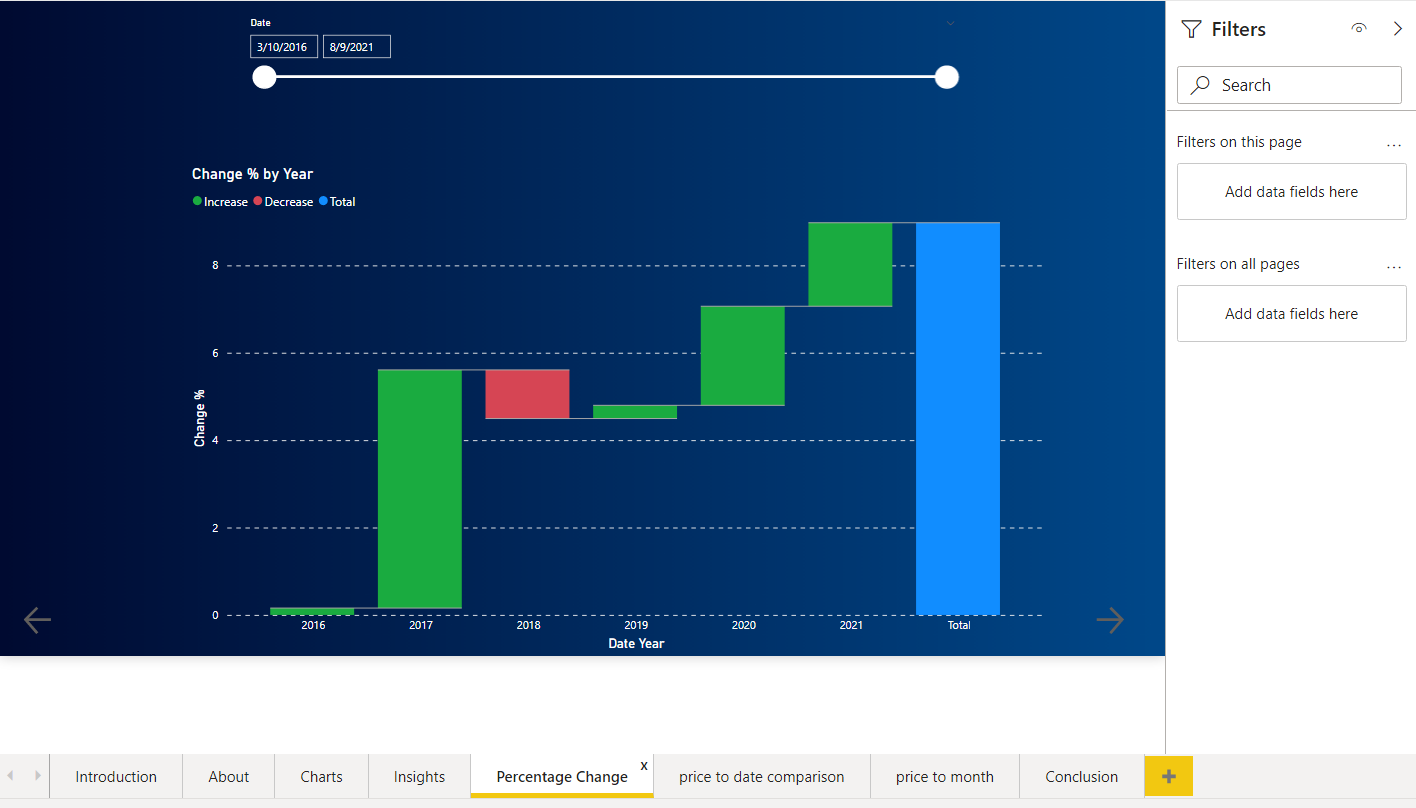 Date
3/10/2016 8/9/2021
Change % by Year
Increase Decrease Total
8
6
4
2
0
Change %
2016 2017 2018 2019 2020 2021 Total
Date Year
Filters
Search
Filters on this page ...
Add data fields here
Filters on all pages ...
Add data fields here
Introduction About Charts Insights Percentage Change x price to date comparison price to month Conclusion +